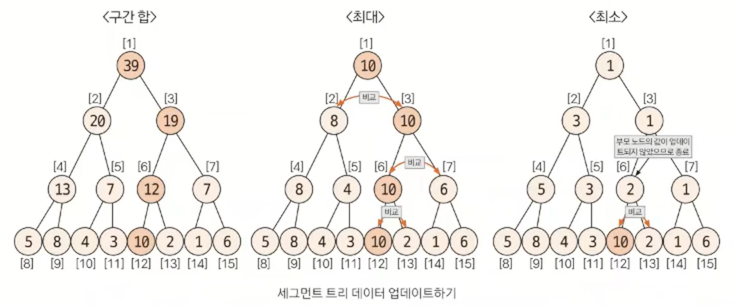 <구간 합> <최대> <최소>
[1] [1] [1]
39 10 1
[2] [3] [2] 비교 [3] [2] [3]
20 19 8 10 3 1
부모 노드의 값이 업데이
트되지 않았으므로 종료
[4] [5] [6] [7] [4] [5] [6] 비교 [7] [4] [5] [6] [7]
13 7 12 7 8 4 10 6 5 3 2 1
비교 비교
5 8 4 3 10 2 1 6 5 8 4 3 10 2 1 6 5 8 4 3 10 2 1 6
[8] [9] [10] [11] [12] [13] [14] [15] [8] [9] [10] [11] [12] [13] [14] [15] [8] [9] [10] [11] [12] [13] [14] [15]
세그먼트 트리 데이터 업데이트하기